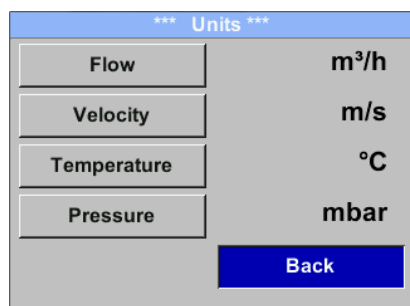 *** Units ***
Flow m³/h
Velocity m/s
Temperature °C
Pressure mbar
Back